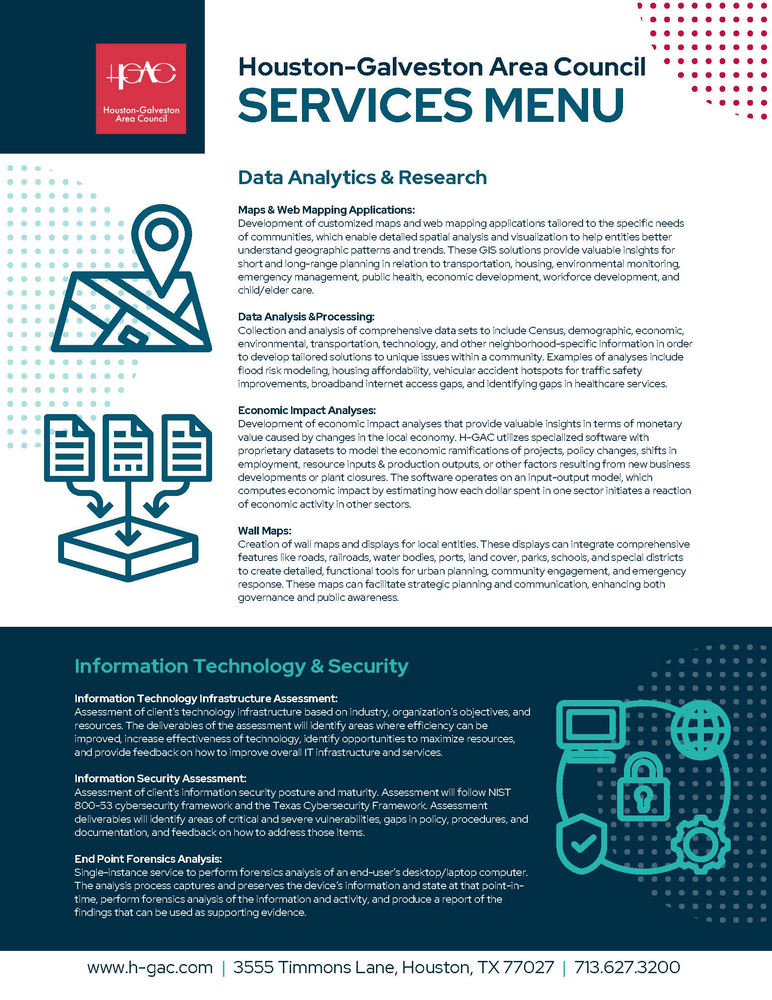 HGAC
Houston-Galveston
Area Council
Houston-Galveston Area Council
SERVICES MENU
Data Analytics & Research
Maps & Web Mapping Applications:
Development of customized maps and web mapping applications tailored to the specific needs
of communities, which enable detailed spatial analysis and visualization to help entities better
understand geographic patterns and trends. These GIS solutions provide valuable insights for
short and long-range planning in relation to transportation, housing, environmental monitoring,
emergency management, public health, economic development, workforce development, and
child/elder care.
Data Analysis &Processing:
Collection and analysis of comprehensive data sets to include Census, demographic, economic,
environmental, transportation, technology, and other neighborhood-specific information in order
to develop tailored solutions to unique issues within a community. Examples of analyses include
flood risk modeling, housing affordability, vehicular accident hotspots for traffic safety
improvements, broadband internet access gaps, and identifying gaps in healthcare services.
Economic Impact Analyses:
Development of economic impact analyses that provide valuable insights in terms of monetary
value caused by changes in the local economy. H-GAC utilizes specialized software with
proprietary datasets to model the economic ramifications of projects, policy changes, shifts in
employment, resource inputs & production outputs, or other factors resulting from new business
developments or plant closures. The software operates on an input-output model, which
computes economic impact by estimating how each dollar spent in one sector initiates a reaction
of economic activity in other sectors.
Wall Maps:
Creation of wall maps and displays for local entities. These displays can integrate comprehensive
features like roads, railroads, water bodies, ports, land cover, parks, schools, and special districts
to create detailed, functional tools for urban planning, community engagement, and emergency
response. These maps can facilitate strategic planning and communication, enhancing both
governance and public awareness.
Information Technology & Security
Information Technology Infrastructure Assessment:
Assessment of client's technology infrastructure based on industry, organization's objectives, and
resources. The deliverables of the assessment will identify areas where efficiency can be
improved, increase effectiveness of technology, identify opportunities to maximize resources,
and provide feedback on how to improve overall IT infrastructure and services.
Information Security Assessment:
Assessment of client's information security posture and maturity. Assessment will follow NIST
800-53 cybersecurity framework and the Texas Cybersecurity Framework. Assessment
deliverables will identify areas of critical and severe vulnerabilities, gaps in policy, procedures, and
documentation, and feedback on how to address those items.
End Point Forensics Analysis:
Single-instance service to perform forensics analysis of an end-user's desktop/laptop computer.
The analysis process captures and preserves the device's information and state at that point-in-
time, perform forensics analysis of the information and activity, and produce a report of the
findings that can be used as supporting evidence.
www.h-gac.com | 3555 Timmons Lane, Houston, TX 77027 | 713.627.3200